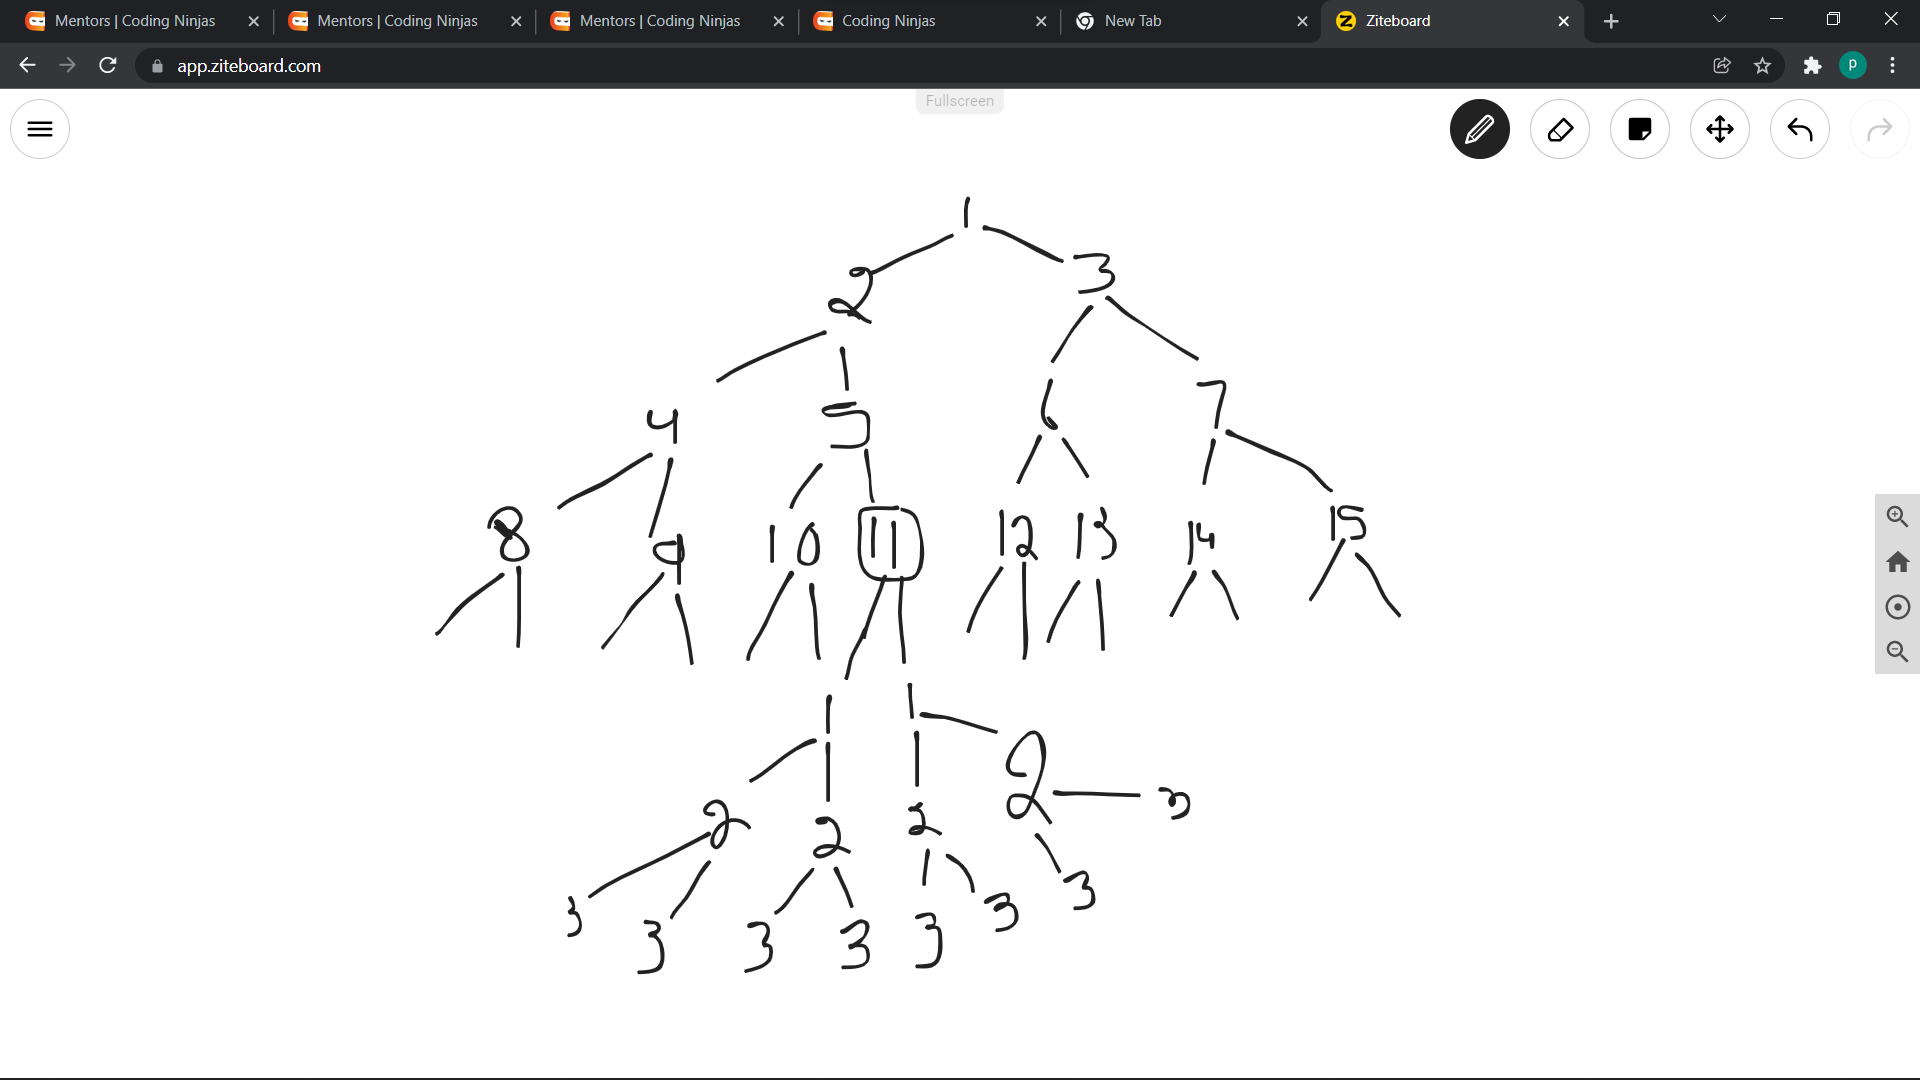 Mentors | Coding Ninjas
Mentors | Coding Ninjas
Mentors | Coding Ninjas
Coding Ninjas
New Tab
Ziteboard
app.ziteboard.com
P
Fullscreen
1
2 3
4 5 6 7
8 9 10 11 12 13 14 15
1 1
2 2 2 2 3
3 3 3 3 3 3 3